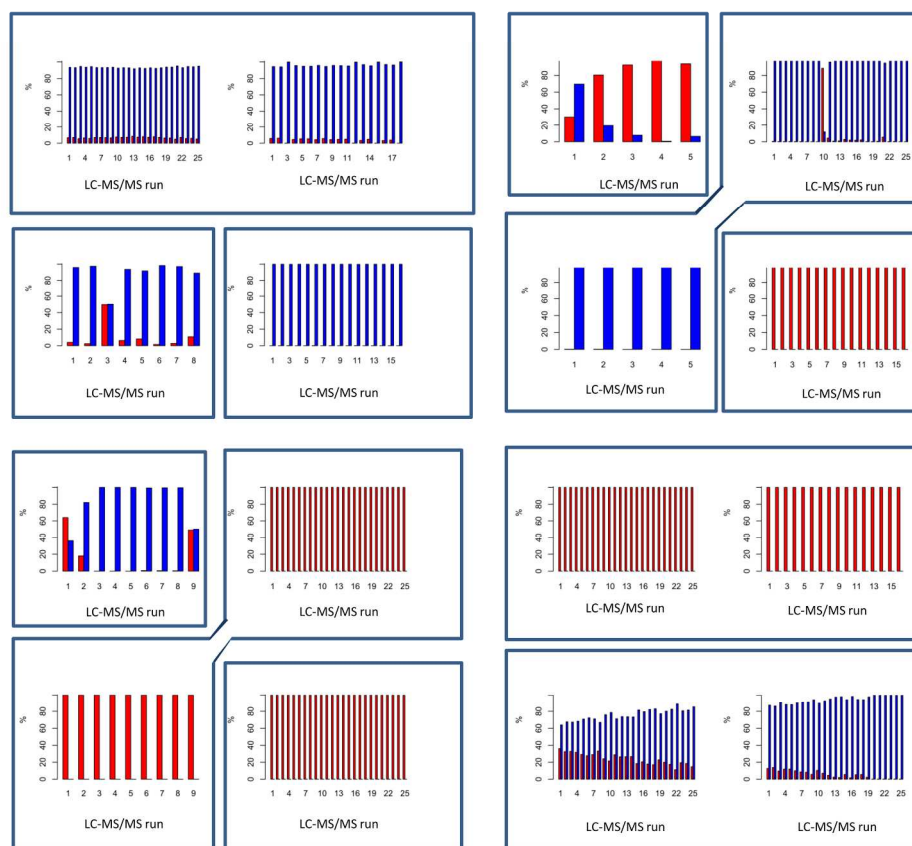 %
0 20 40 60 80
1 4 7 10 13 16 19 22 25
LC-MS/MS run
%
0 20 40 60 80
1 3 5 7 9 11 14 17
LC-MS/MS run
%
0 20 40 60 80
1 2 3 4 5
LC-MS/MS run
%
0 20 40 60 80
1 4 7 10 13 16 19 22 25
LC-MS/MS run
%
0 20 40 60 80
1 2 3 4 5 6 7 8
LC-MS/MS run
%
0 20 40 60 80
1 3 5 7 9 11 13 15
LC-MS/MS run
%
0 20 40 60 80
1 2 3 4 5
LC-MS/MS run
%
0 20 40 60 80
1 3 5 7 9 11 13 15
LC-MS/MS run
%
0 20 40 60 80
1 2 3 4 5 6 7 8 9
LC-MS/MS run
%
0 20 40 60 80
1 4 7 10 13 16 19 22 25
LC-MS/MS run
%
0 20 40 60 80
1 4 7 10 13 16 19 22 25
LC-MS/MS run
%
0 20 40 60 80
1 3 5 7 9 11 13 15
LC-MS/MS run
%
0 20 40 60 80
1 2 3 4 5 6 7 8 9
LC-MS/MS run
%
0 20 40 60 80
1 4 7 10 13 16 19 22 25
LC-MS/MS run
%
0 20 40 60 80
1 4 7 10 13 16 19 22 25
LC-MS/MS run
%
0 20 40 60 80
1 4 7 10 13 16 19 22 25
LC-MS/MS run